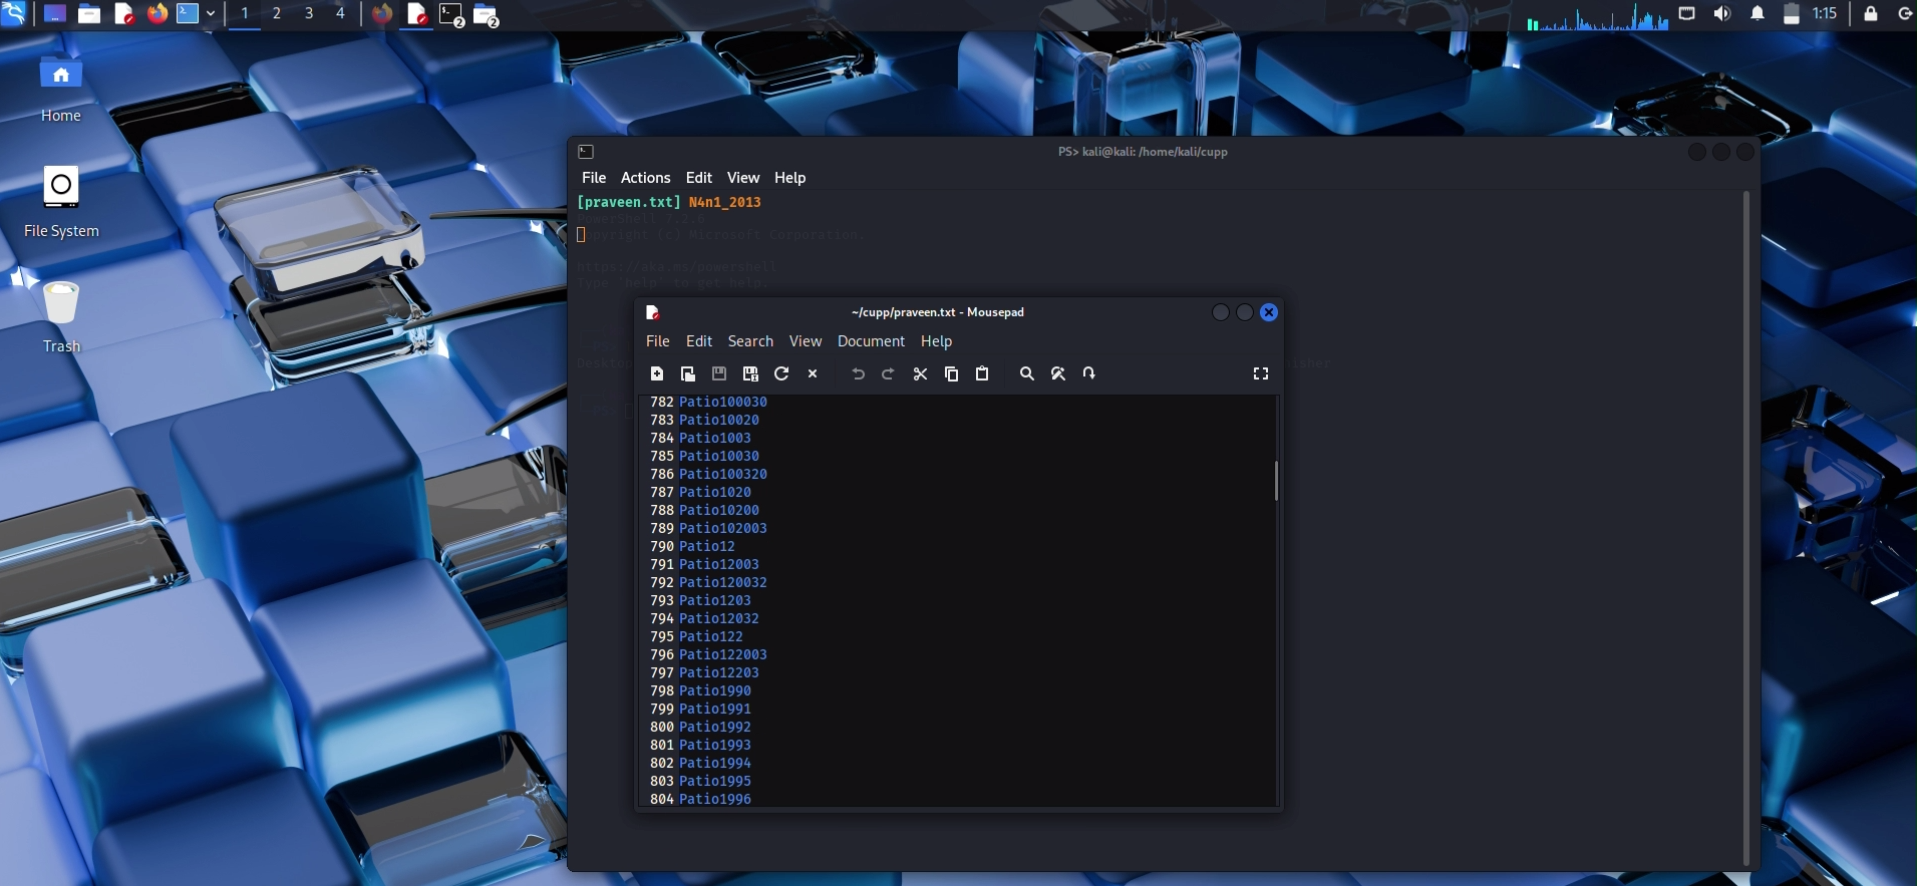 1 2 3 4
2
2
1:15
Home
File System
Trash
PS> kali@kali: /home/kali/cupp
File Actions Edit View Help
[praveen.txt] N4n1_2013
PowerShell 7.2.6
opyright (c) Microsoft Corporation.
https://aka.ms/powershell
Type 'help' to get help.
~/cupp/praveen.txt - Mousepad
File Edit Search View Document Help
782 Patio100030
783 Patio10020
784 Patio1003
785 Patio10030
786 Patio100320
787 Patio1020
788 Patio10200
789 Patio102003
790 Patio12
791 Patio12003
792 Patio120032
793 Patio1203
794 Patio12032
795 Patio122
796 Patio122003
797 Patio12203
798 Patio1990
799 Patio1991
800 Patio1992
801 Patio1993
802 Patio1994
803 Patio1995
804 Patio1996